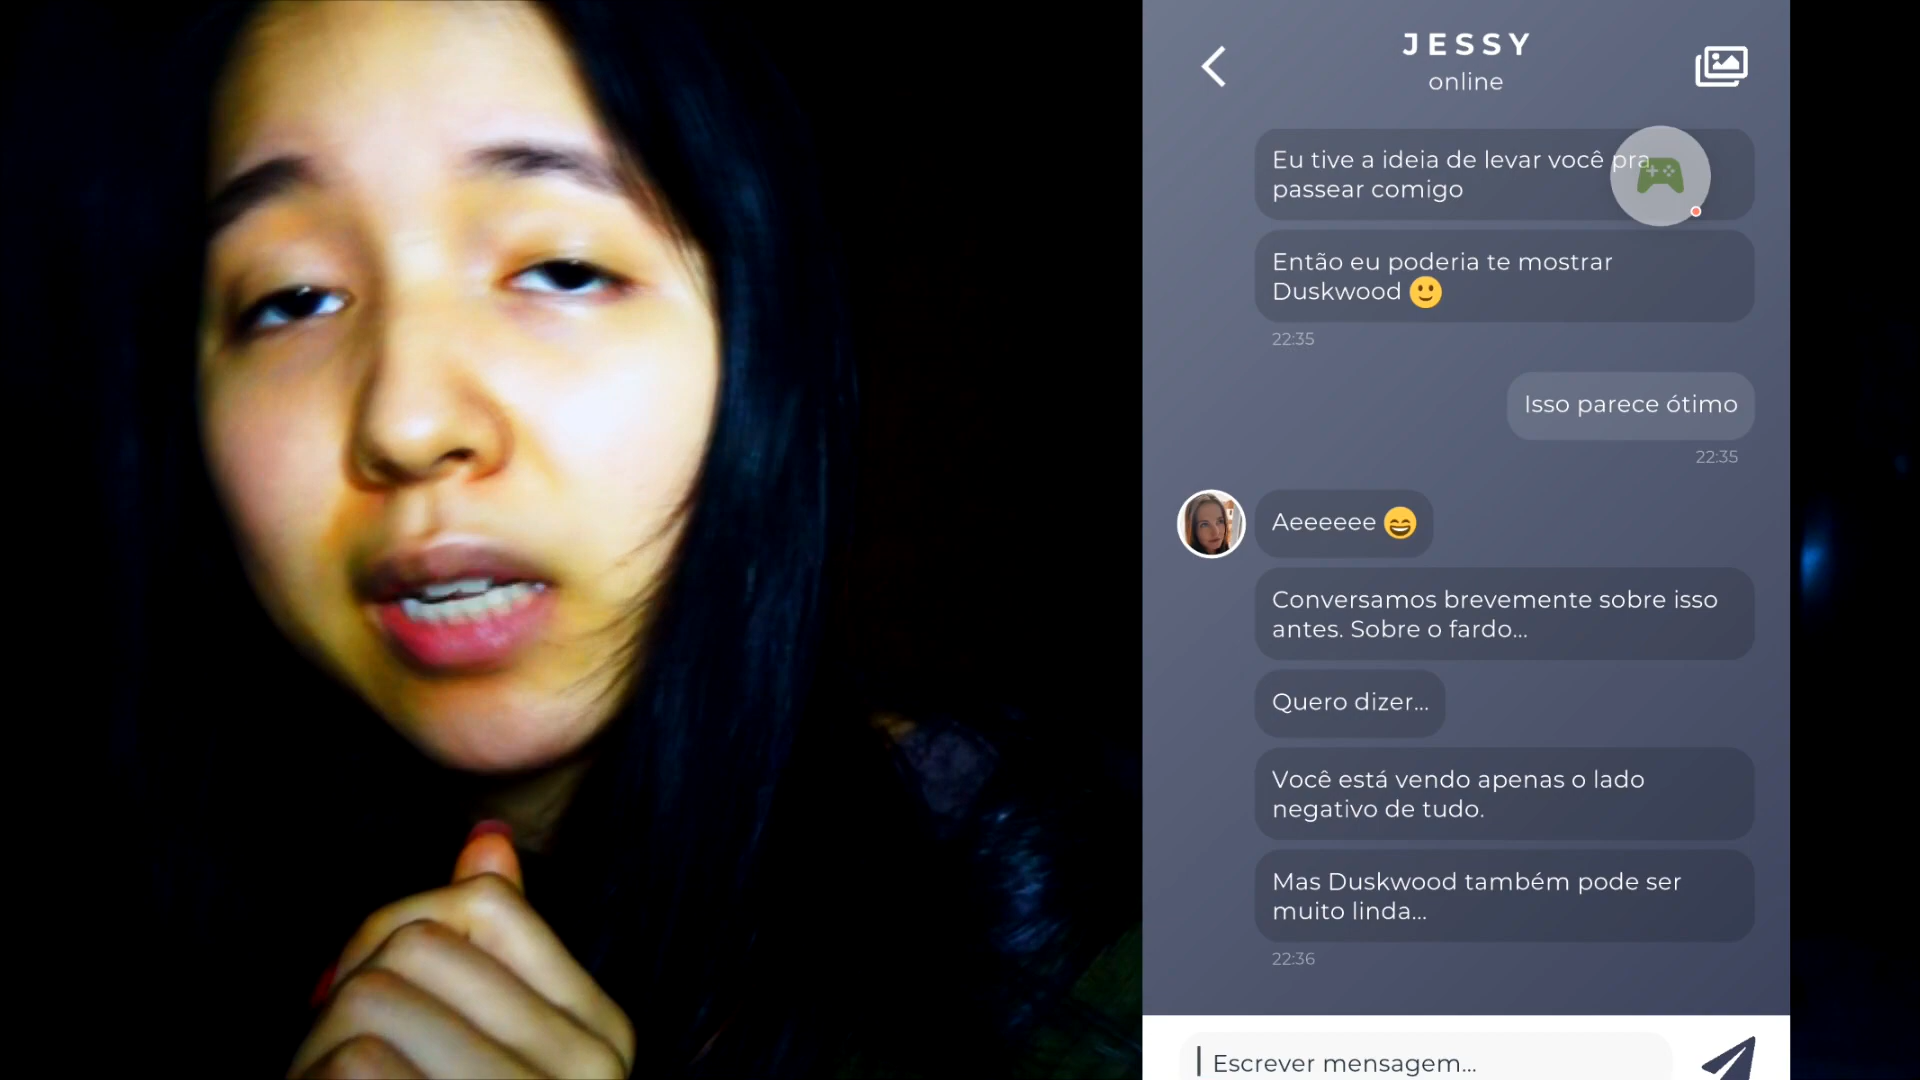 JESSY
online
Eu tive a ideia de levar você pra
passear comigo
Então eu poderia te mostrar
Duskwood 🙂
22:35
Isso parece ótimo
22:35
Aeeeeee 😄
Conversamos brevemente sobre isso
antes. Sobre o fardo...
Quero dizer...
Você está vendo apenas o lado
negativo de tudo.
Mas Duskwood também pode ser
muito linda...
22:36
Escrever mensagem...